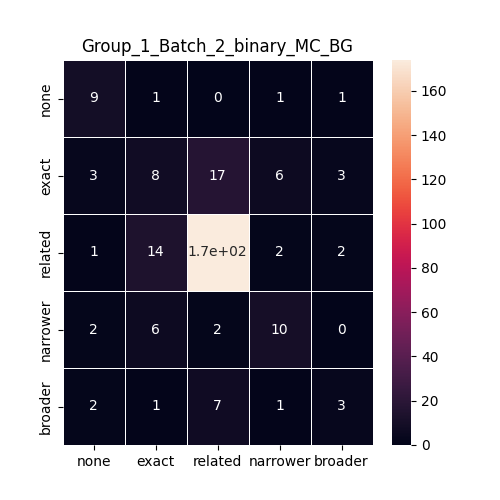 Group_1_Batch_2_binary_MC_BG
none 9 1 0 1 1
exact 3 8 17 6 3
related 1 14 1.7e+02 2 2
narrower 2 6 2 10 0
broader 2 1 7 1 3
none exact related narrower broader
160
140
120
100
80
60
40
20
0